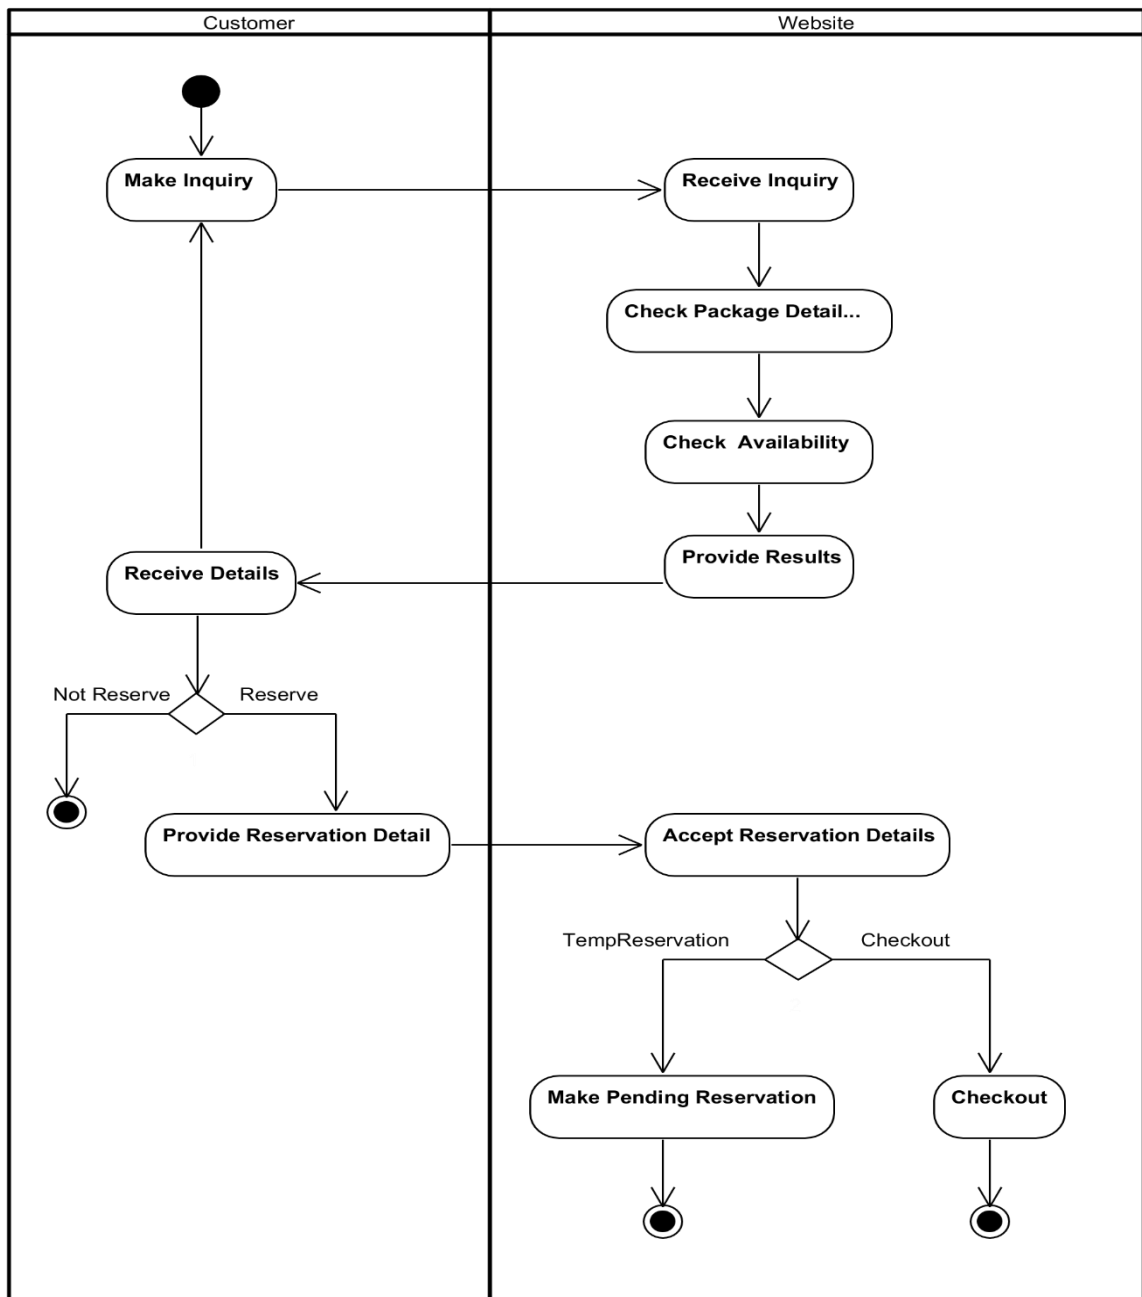 Customer
Website
Make Inquiry
Receive Inquiry
Check Package Detail...
Check  Availability
Receive Details
Provide Results
Not Reserve
Reserve
Provide Reservation Detail
Accept Reservation Details
TempReservation
Checkout
Make Pending Reservation
Checkout